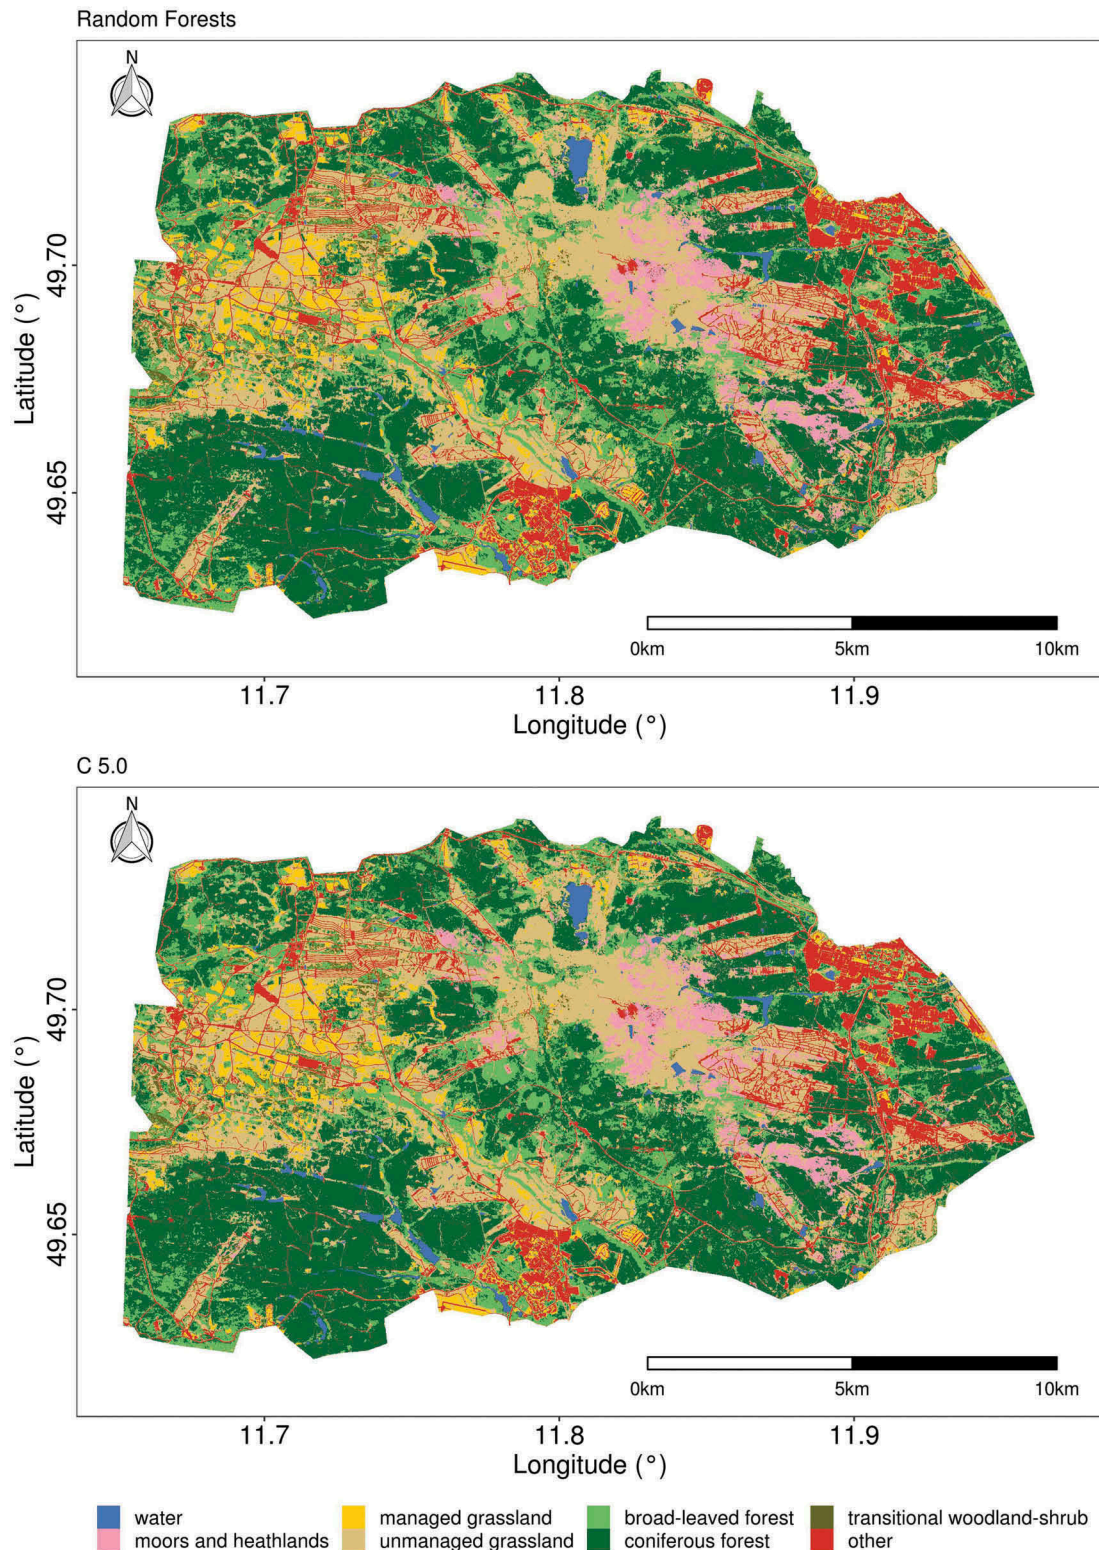 Random Forests
N
49.70
49.65
Latitude (°)
0km 5km 10km
11.7 11.8 11.9
Longitude (°)
C 5.0
N
49.70
49.65
Latitude (°)
0km 5km 10km
11.7 11.8 11.9
Longitude (°)
water managed grassland broad-leaved forest transitional woodland-shrub
moors and heathlands unmanaged grassland coniferous forest other